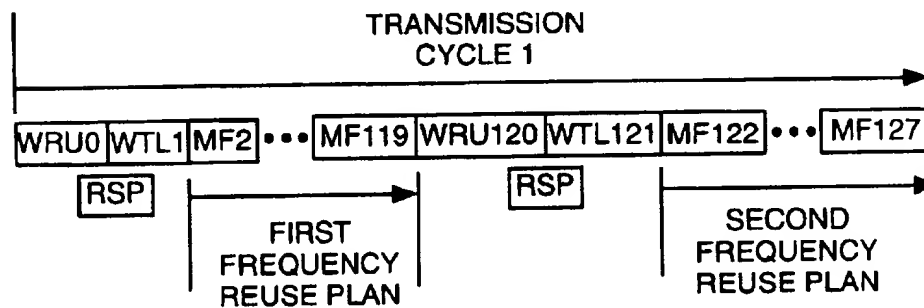 TRANSMISSION
CYCLE 1
WRU0 WTL1 MF2 ••• MF119 WRU120 WTL121 MF122 ••• MF127
RSP RSP
FIRST
FREQUENCY
REUSE PLAN
SECOND
FREQUENCY
REUSE PLAN